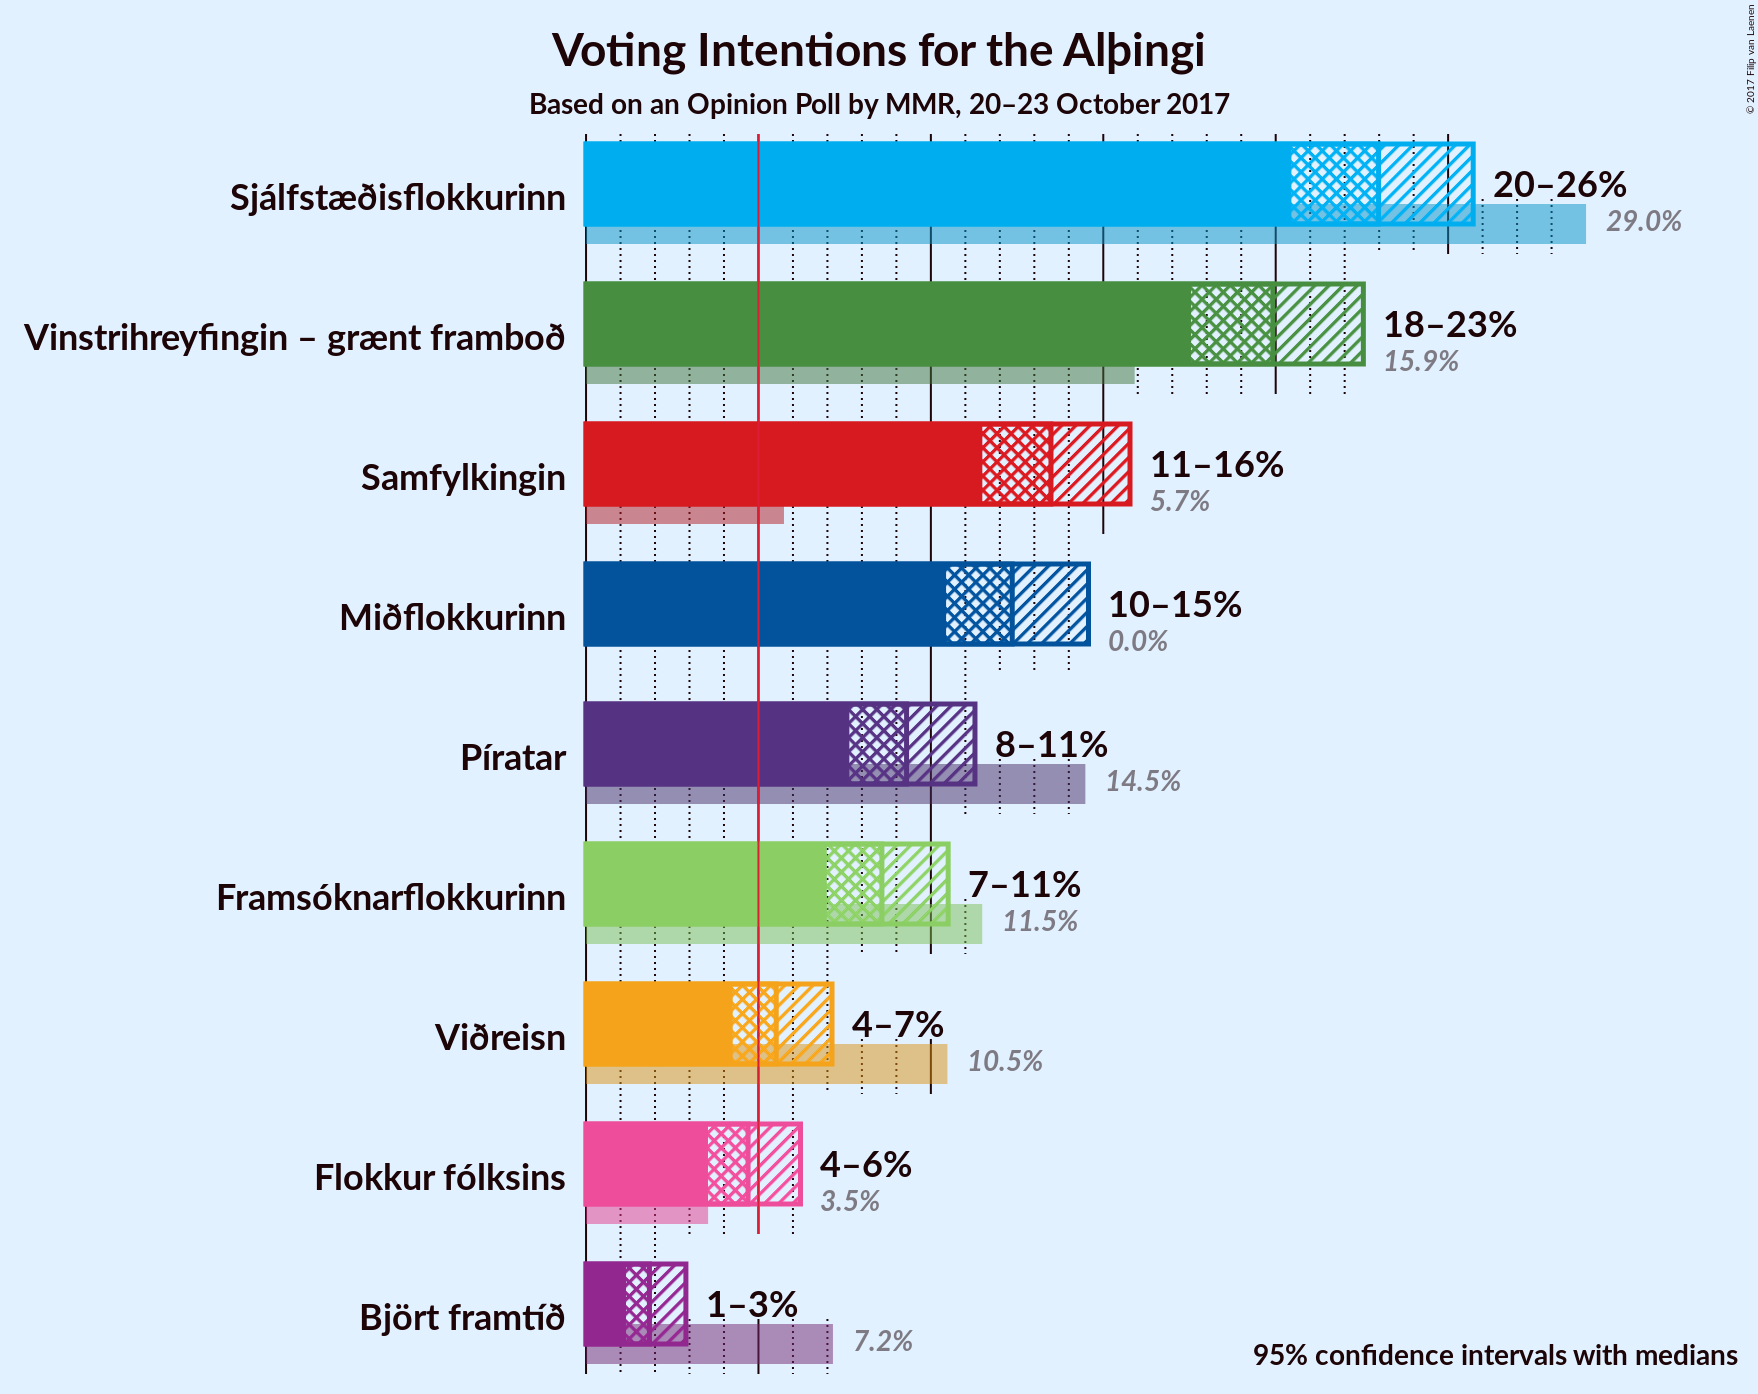 Voting Intentions for the Alþingi
Based on an Opinion Poll by MMR, 20–23 October 2017
© 2017 Filip van Laenen
Sjálfstæðisflokkurinn
20–26%
29.0%
Vinstrihreyfingin – grænt framboð
18–23%
15.9%
Samfylkingin
11–16%
5.7%
Miðflokkurinn
10–15%
0.0%
Píratar
8–11%
14.5%
Framsóknarflokkurinn
7–11%
11.5%
Viðreisn
4–7%
10.5%
Flokkur fólksins
4–6%
3.5%
Björt framtíð
1–3%
7.2%
95% confidence intervals with medians